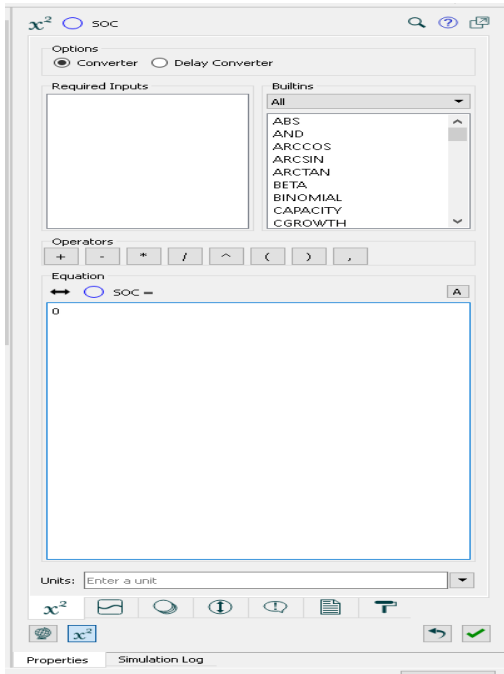 x² SOC
Options
Converter Delay Converter
Required Inputs
Builtins
All
ABS
AND
ARCCOS
ARCSIN
ARCTAN
BETA
BINOMIAL
CAPACITY
CGROWTH
Operators
+ - * / ^ ( ) ,
Equation
SOC =
A
0
Units: Enter a unit
x²
x²
Properties Simulation Log